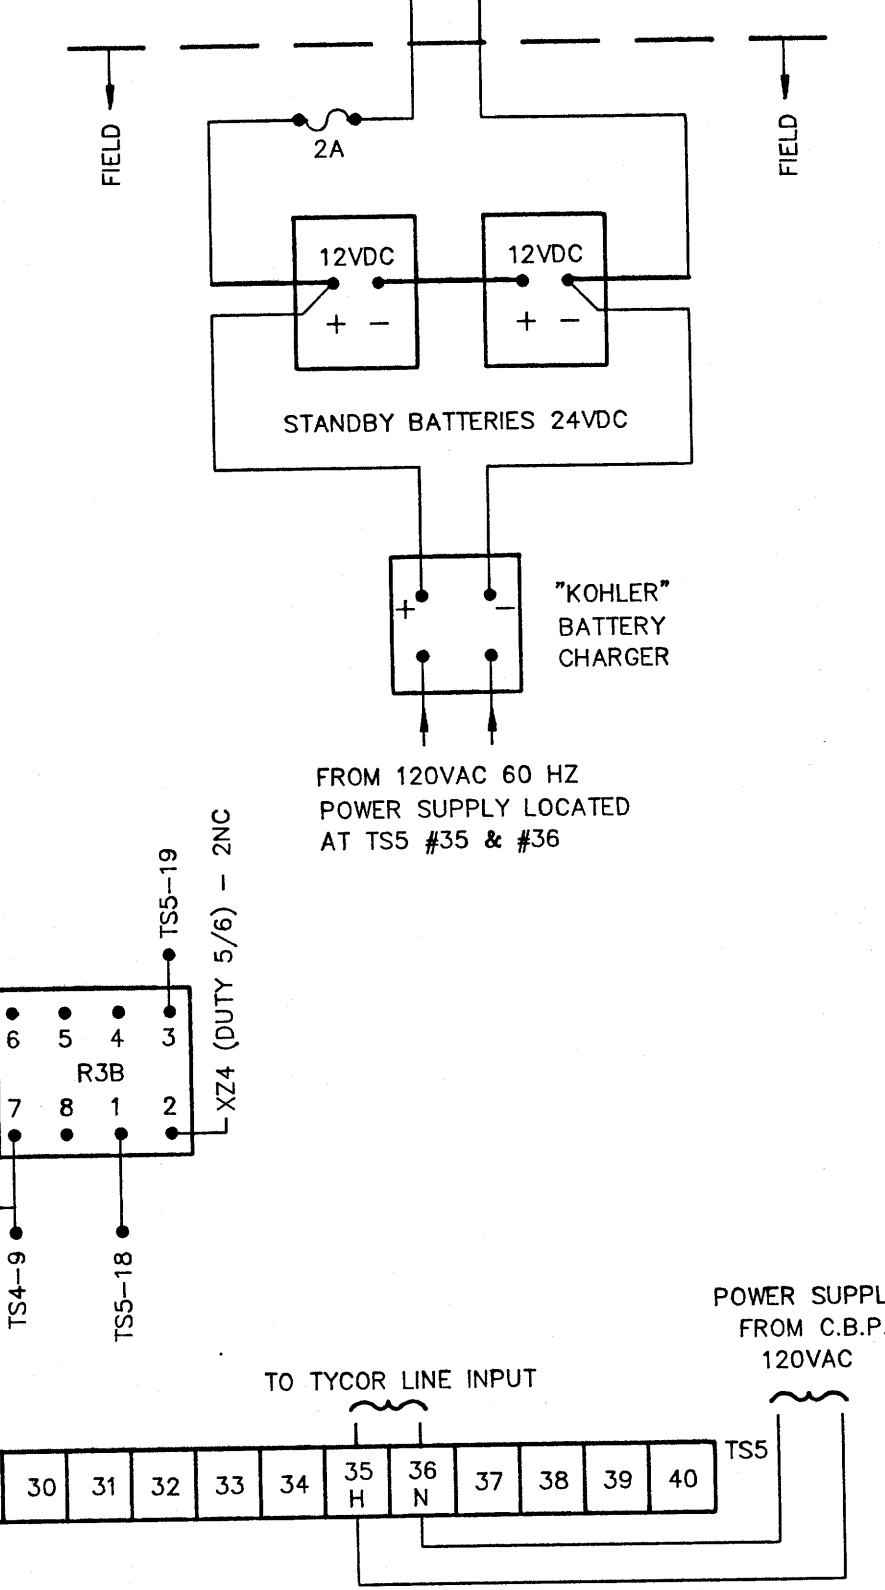 FIELD
FIELD
2A
12VDC
12VDC
+ −
+ −
STANDBY BATTERIES 24VDC
+ −
"KOHLER"
BATTERY
CHARGER
FROM 120VAC 60 HZ
POWER SUPPLY LOCATED
AT TS5 #35 & #36
TS5−19
XZ4 (DUTY 5/6) − 2NC
6 5 4 3
R3B
7 8 1 2
TS4−9
TS5−18
POWER SUPPL
FROM C.B.P.
120VAC
TO TYCOR LINE INPUT
30 31 32 33 34 35 36 37 38 39 40
H N
TS5